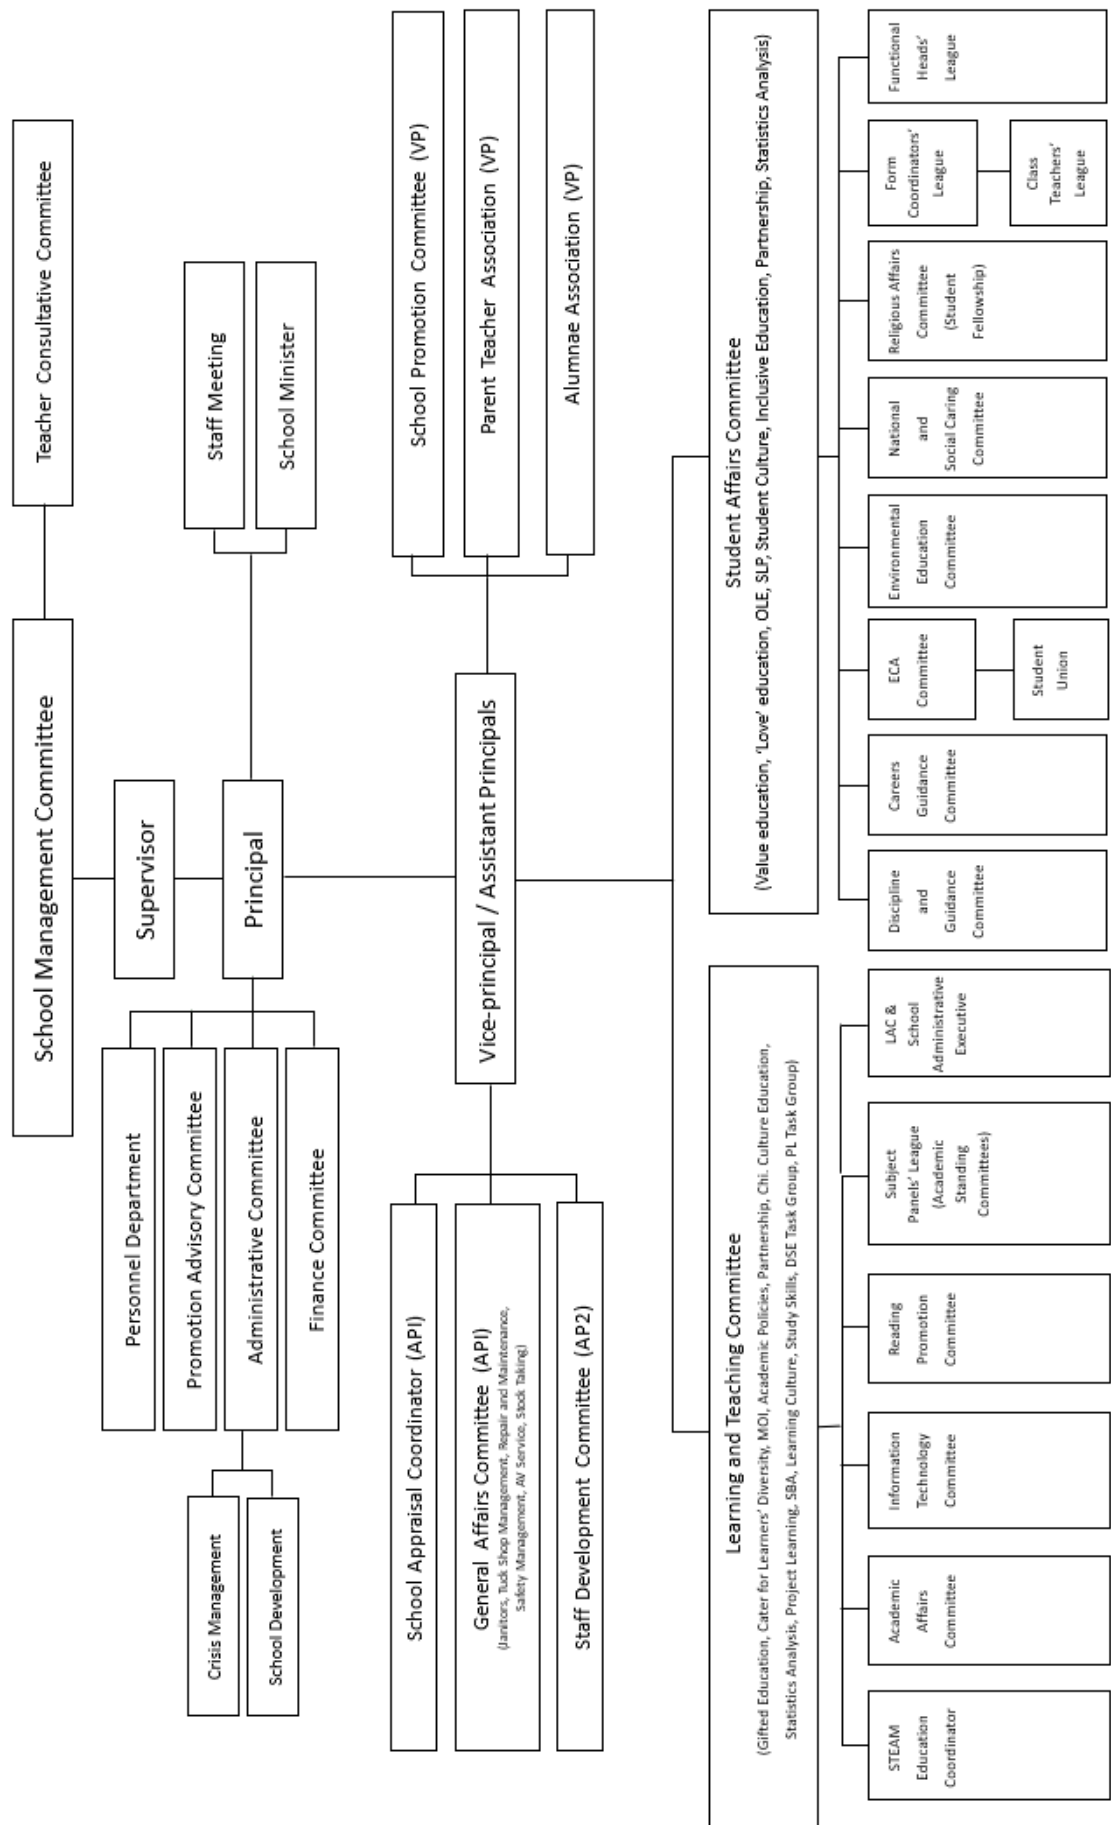 School Management Committee
Teacher Consultative Committee
Supervisor
Principal
Personnel Department
Promotion Advisory Committee
Administrative Committee
Finance Committee
Crisis Management
School Development
Staff Meeting
School Minister
Vice-principal / Assistant Principals
School Appraisal Coordinator (API)
General Affairs Committee (API)
(Janitors, Tuck Shop Management, Repair and Maintenance,
Safety Management, AV Service, Stock Taking)
Staff Development Committee (AP2)
School Promotion Committee (VP)
Parent Teacher Association (VP)
Alumnae Association (VP)
Learning and Teaching Committee
(Gifted Education, Cater for Learners' Diversity, MOI, Academic Policies, Partnership, Chi. Culture Education,
Statistics Analysis, Project Learning, SBA, Learning Culture, Study Skills, DSE Task Group, PL Task Group)
Student Affairs Committee
(Value education, 'Love' education, OLE, SLP, Student Culture, Inclusive Education, Partnership, Statistics Analysis)
STEAM
Education
Coordinator
Academic
Affairs
Committee
Information
Technology
Committee
Reading
Promotion
Committee
Subject
Panels' League
(Academic
Standing
Committees)
LAC &
School
Administrative
Executive
Discipline
and
Guidance
Committee
Careers
Guidance
Committee
ECA
Committee
Student
Union
Environmental
Education
Committee
National
and
Social Caring
Committee
Religious Affairs
Committee
(Student
Fellowship)
Form
Coordinators'
League
Class
Teachers'
League
Functional
Heads'
League